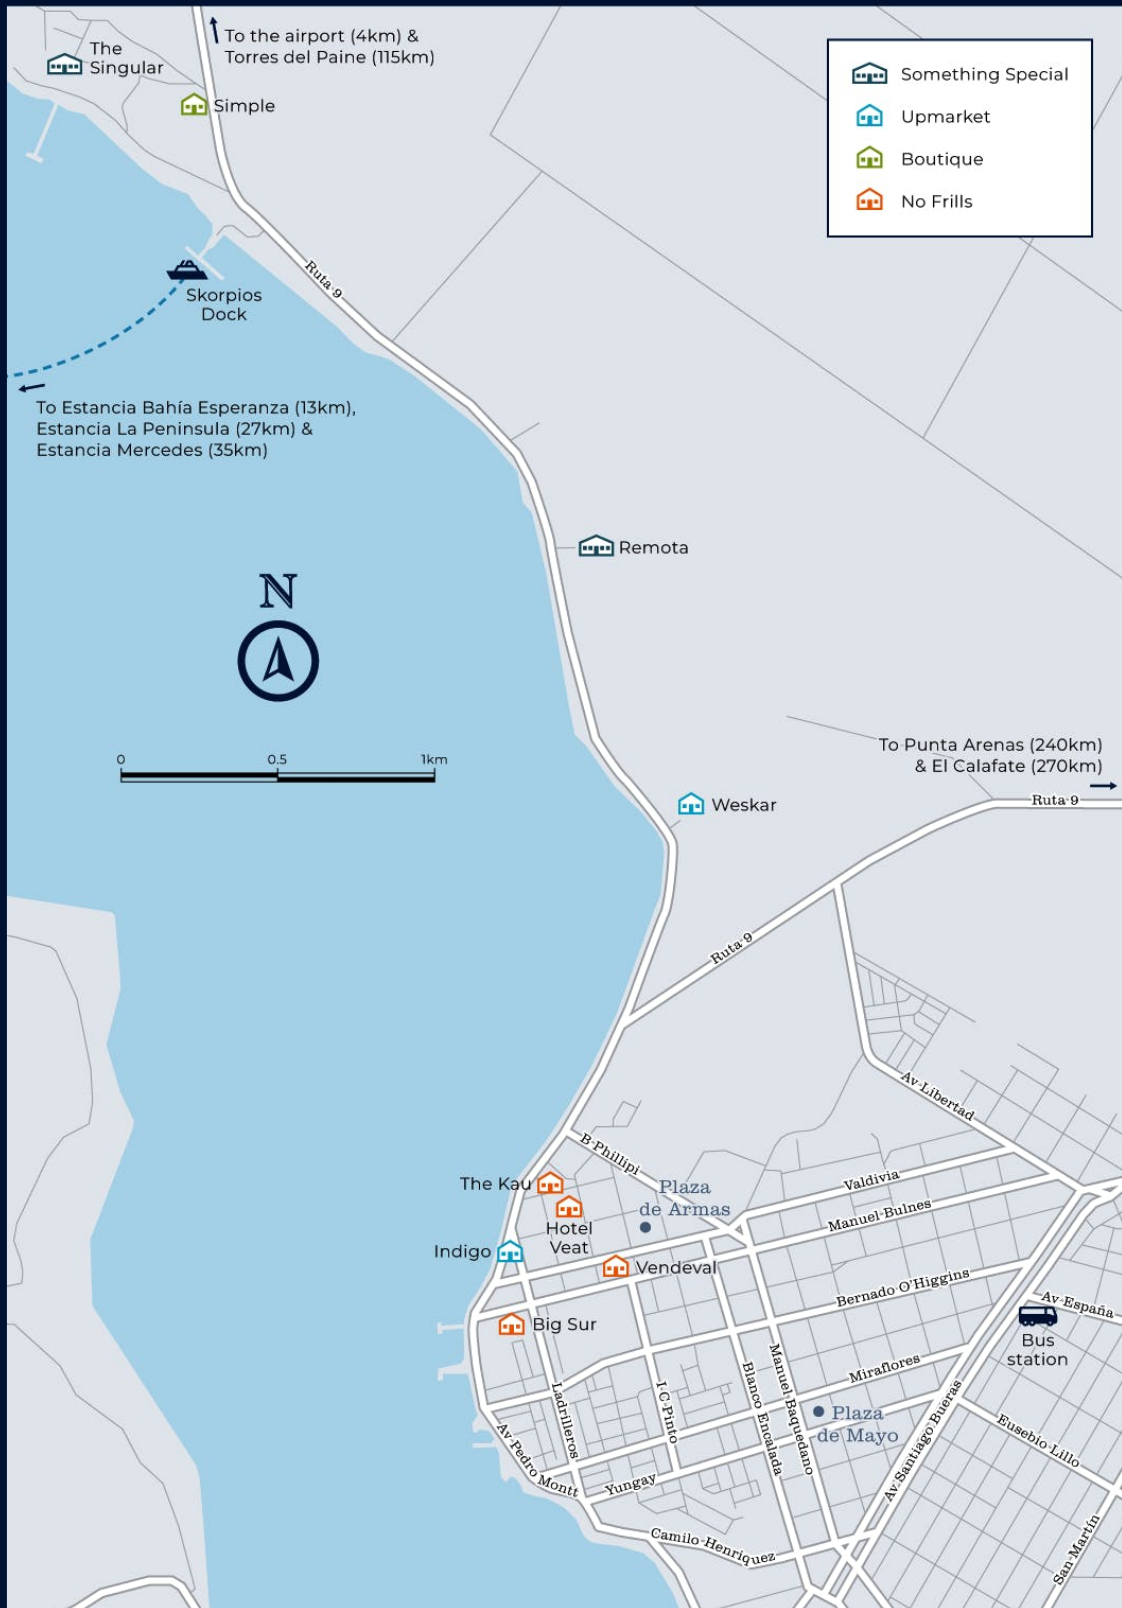 To the airport (4km) &
Torres del Paine (115km)
The
Singular
Simple
Something Special
Upmarket
Boutique
No Frills
Ruta 9
Skorpios
Dock
To Estancia Bahía Esperanza (13km),
Estancia La Peninsula (27km) &
Estancia Mercedes (35km)
Remota
N
0 0.5 1km
To Punta Arenas (240km)
& El Calafate (270km)
Ruta 9
Weskar
Ruta 9
Av Libertad
B Phillipi
The Kau
Plaza
de Armas
Valdivia
Manuel Bulnes
Hotel
Veat
Indigo
Vendeval
Bernado O'Higgins
Av España
Big Sur
Bus
station
Miraflores
Ladrilleros
I C Pinto
Blanco Encalada
Manuel Baquedano
Plaza
de Mayo
Av Santiago Bueras
Eusebio Lillo
Av Pedro Montt
Yungay
Camilo Henriquez
San Martín